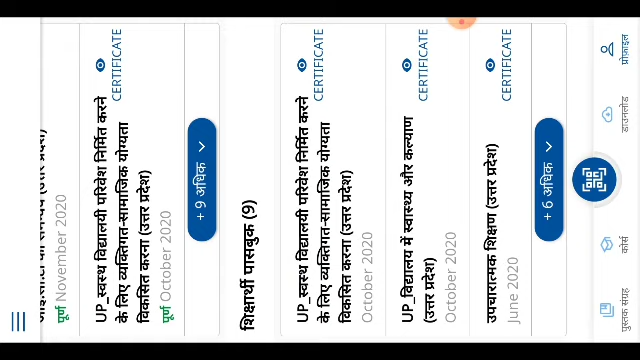 पूर्ण November 2020
UP_स्वस्थ विद्यालयी परिवेश निर्मित करने
के लिए व्यक्तिगत-सामाजिक योग्यता
विकसित करना (उत्तर प्रदेश)
पूर्ण October 2020
CERTIFICATE
+ 9 अधिक
शिक्षार्थी पासबुक (9)
UP_स्वस्थ विद्यालयी परिवेश निर्मित करने
के लिए व्यक्तिगत-सामाजिक योग्यता
विकसित करना (उत्तर प्रदेश)
October 2020
CERTIFICATE
UP_विद्यालय में स्वास्थ्य और कल्याण
(उत्तर प्रदेश)
October 2020
CERTIFICATE
उपचारात्मक शिक्षण (उत्तर प्रदेश)
June 2020
CERTIFICATE
+ 6 अधिक
पुस्तक संग्रह
कोर्स
डाउनलोड
प्रोफ़ाइल